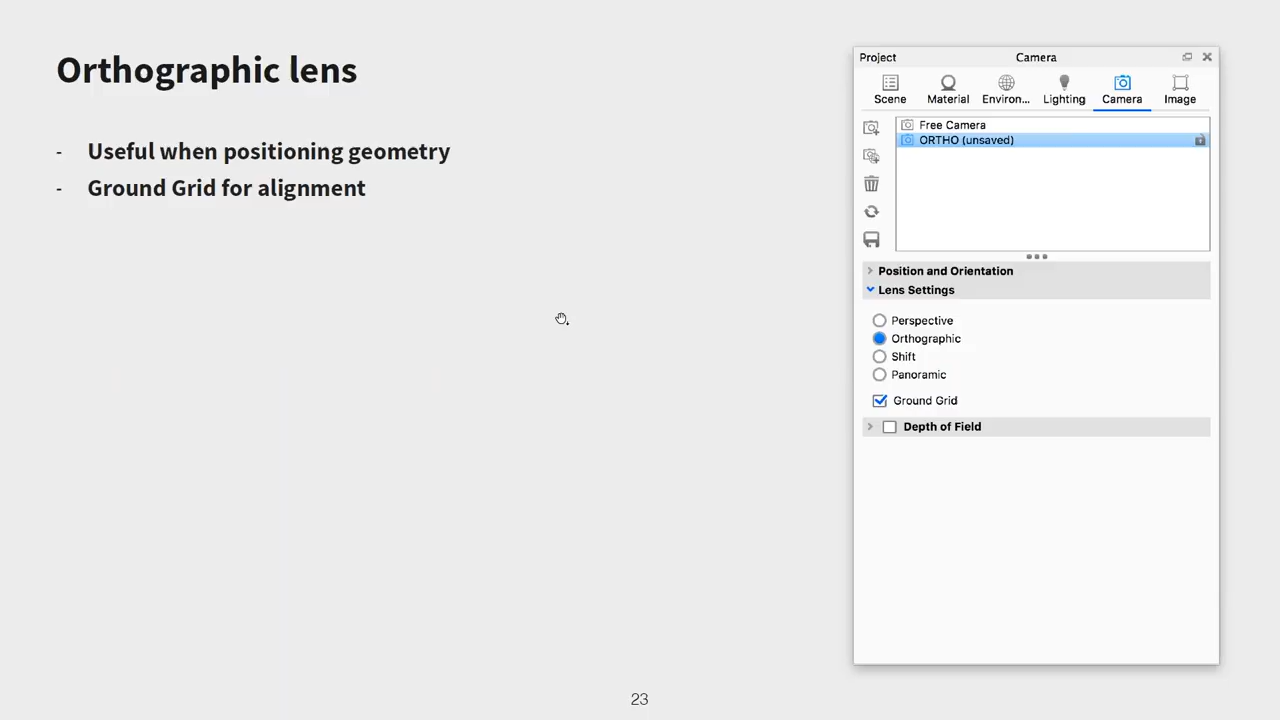 Orthographic lens
- Useful when positioning geometry
- Ground Grid for alignment
Project Camera
Scene Material Environ... Lighting Camera Image
Free Camera
ORTHO (unsaved)
Position and Orientation
Lens Settings
Perspective
Orthographic
Shift
Panoramic
Ground Grid
Depth of Field
23